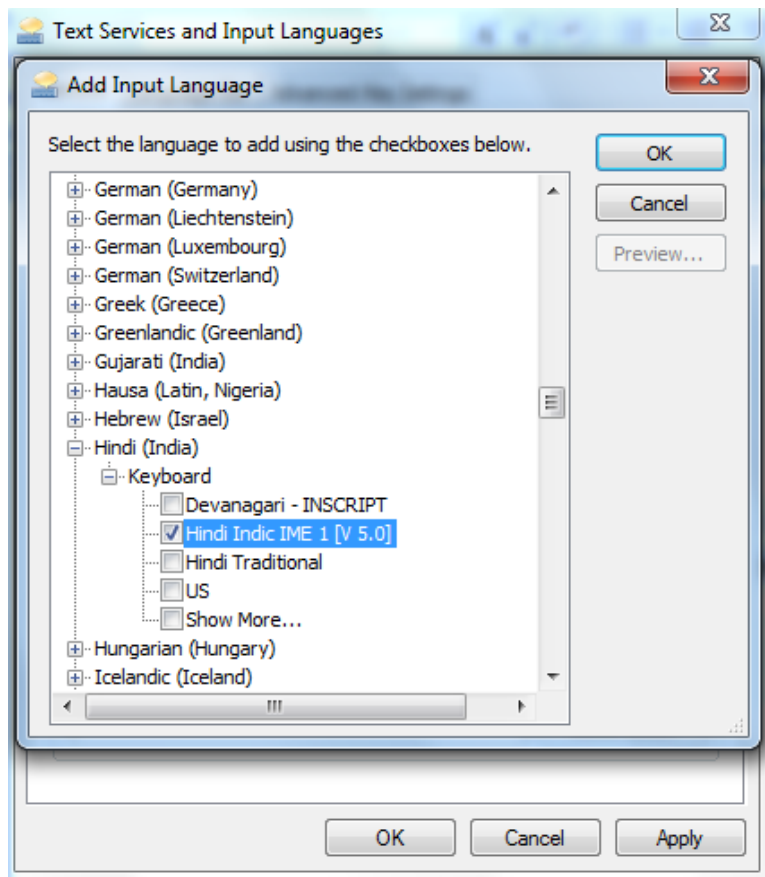 Text Services and Input Languages
Add Input Language
Select the language to add using the checkboxes below.
OK
Cancel
Preview...
German (Germany)
German (Liechtenstein)
German (Luxembourg)
German (Switzerland)
Greek (Greece)
Greenlandic (Greenland)
Gujarati (India)
Hausa (Latin, Nigeria)
Hebrew (Israel)
Hindi (India)
Keyboard
Devanagari - INSCRIPT
Hindi Indic IME 1 [V 5.0]
Hindi Traditional
US
Show More...
Hungarian (Hungary)
Icelandic (Iceland)
OK Cancel Apply